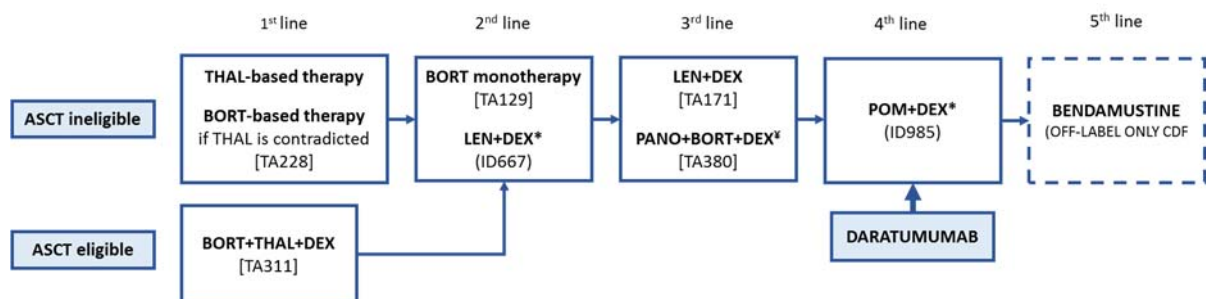 1st line
2nd line
3rd line
4th line
5th line
ASCT ineligible
THAL-based therapy
BORT-based therapy
if THAL is contradicted
[TA228]
BORT monotherapy
[TA129]
LEN+DEX*
(ID667)
LEN+DEX
[TA171]
PANO+BORT+DEX¥
[TA380]
POM+DEX*
(ID985)
BENDAMUSTINE
(OFF-LABEL ONLY CDF
ASCT eligible
BORT+THAL+DEX
[TA311]
DARATUMUMAB